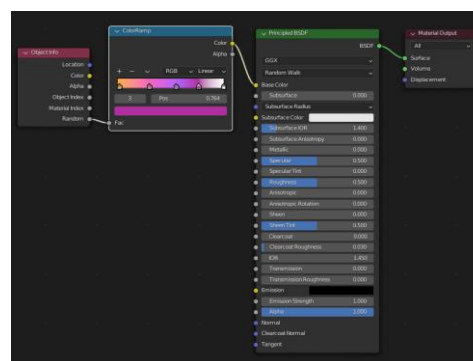 Object Info
Location
Color
Alpha
Object Index
Material Index
Random
ColorRamp
Color
Alpha
+ −
RGB
Linear
3
Pos
0.764
Fac
Principled BSDF
BSDF
GGX
Random Walk
Base Color
Subsurface 0.000
Subsurface Radius
Subsurface Color
Subsurface IOR 1.400
Subsurface Anisotropy 0.000
Metallic 0.000
Specular 0.500
Specular Tint 0.000
Roughness 0.500
Anisotropic 0.000
Anisotropic Rotation 0.000
Sheen 0.000
Sheen Tint 0.500
Clearcoat 0.000
Clearcoat Roughness 0.030
IOR 1.450
Transmission 0.000
Transmission Roughness 0.000
Emission
Emission Strength 1.000
Alpha 1.000
Normal
Clearcoat Normal
Tangent
Material Output
All
Surface
Volume
Displacement